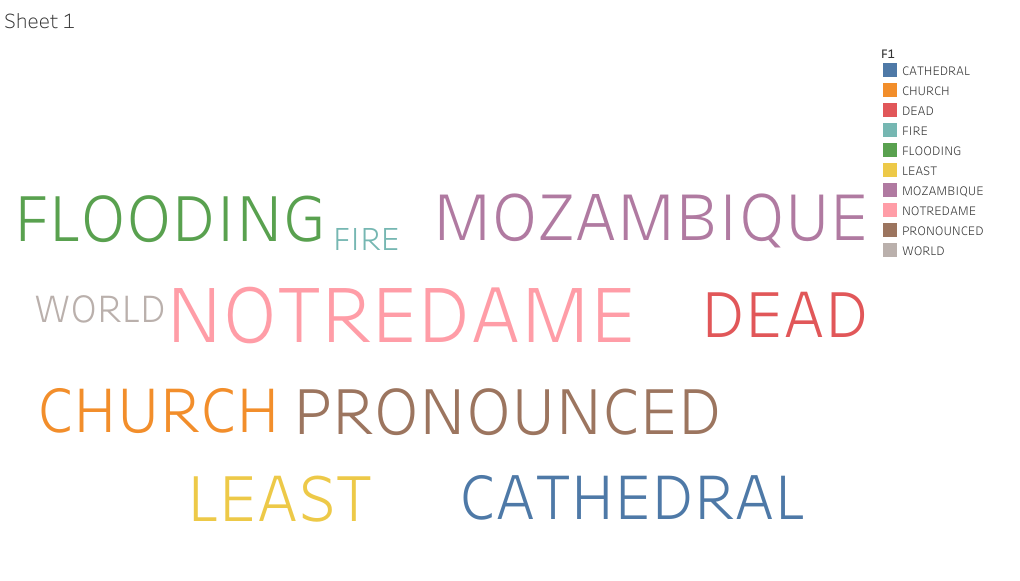 Sheet 1
F1
CATHEDRAL
CHURCH
DEAD
FIRE
FLOODING
LEAST
MOZAMBIQUE
NOTREDAME
PRONOUNCED
WORLD
FLOODING FIRE MOZAMBIQUE
WORLD NOTREDAME DEAD
CHURCH PRONOUNCED
LEAST CATHEDRAL